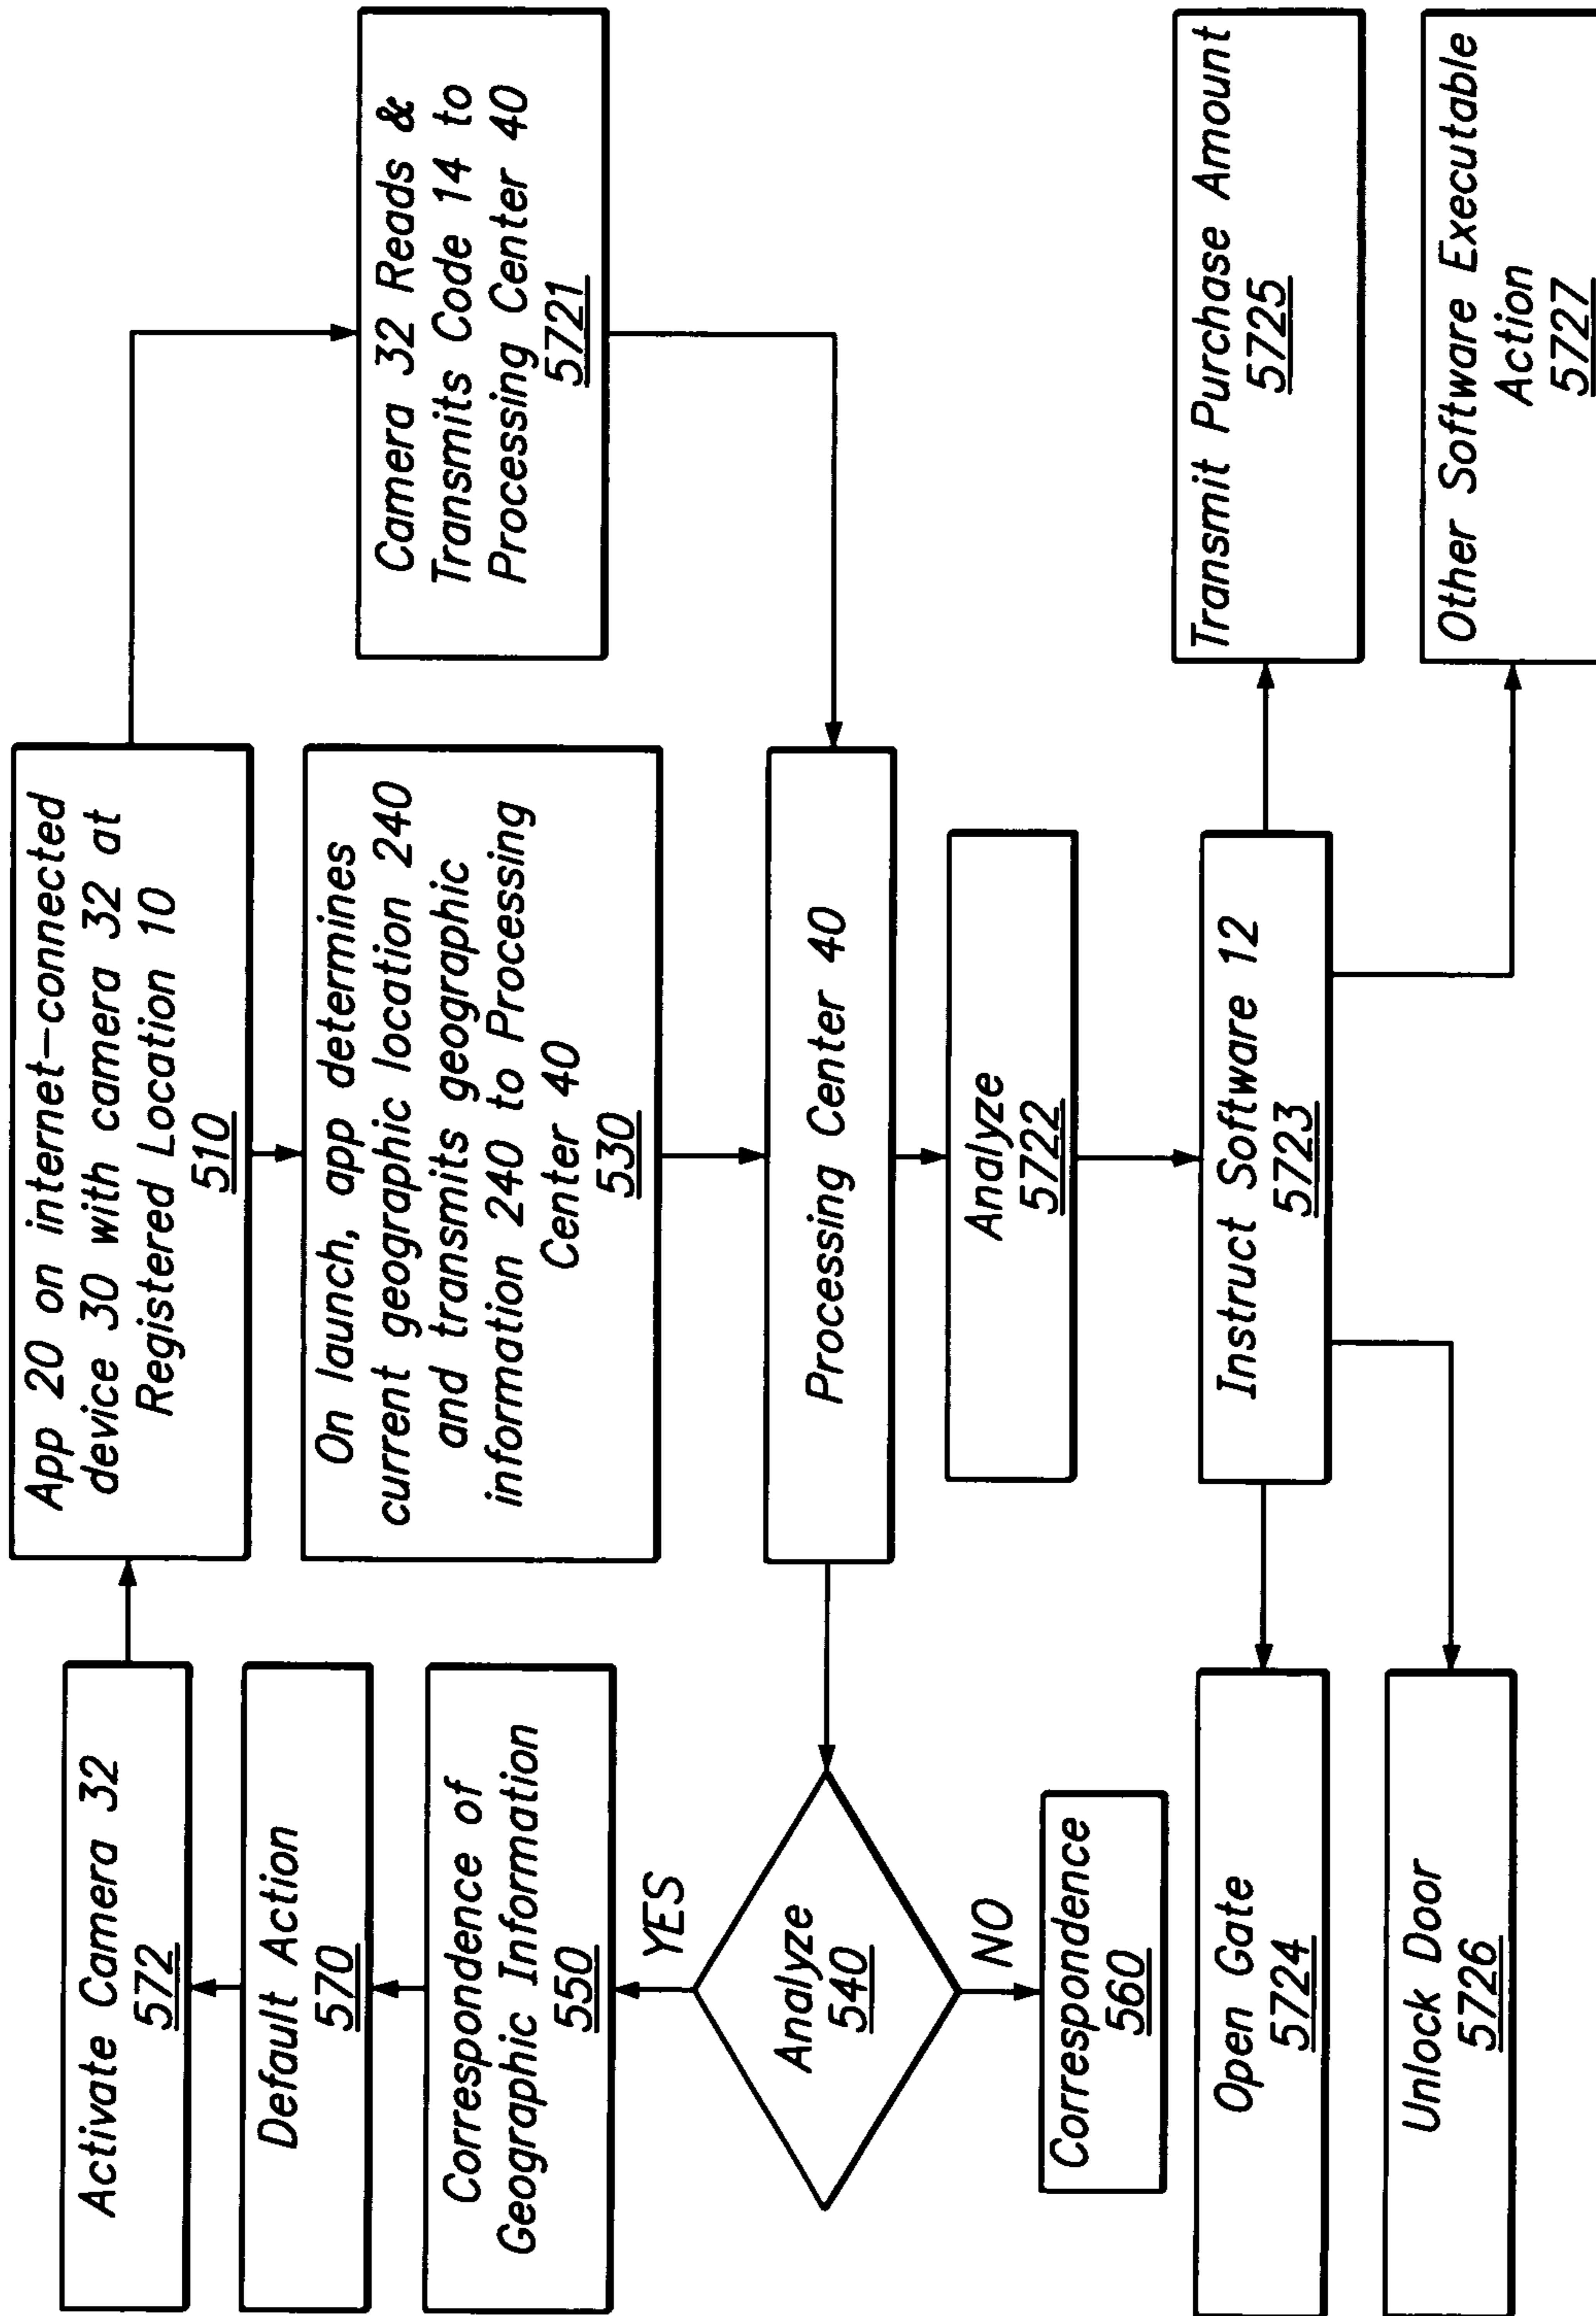 Activate Camera 32
572
Default Action
570
Correspondence of
Geographic Information
550
YES
Analyze
540
NO
Correspondence
560
Open Gate
5724
Unlock Door
5726
App 20 on internet-connected
device 30 with camera 32 at
Registered Location 10
510
On launch, app determines
current geographic location 240
and transmits geographic
information 240 to Processing
Center 40
530
Processing Center 40
Analyze
5722
Instruct Software 12
5723
Camera 32 Reads &
Transmits Code 14 to
Processing Center 40
5721
Transmit Purchase Amount
5725
Other Software Executable
Action
5727